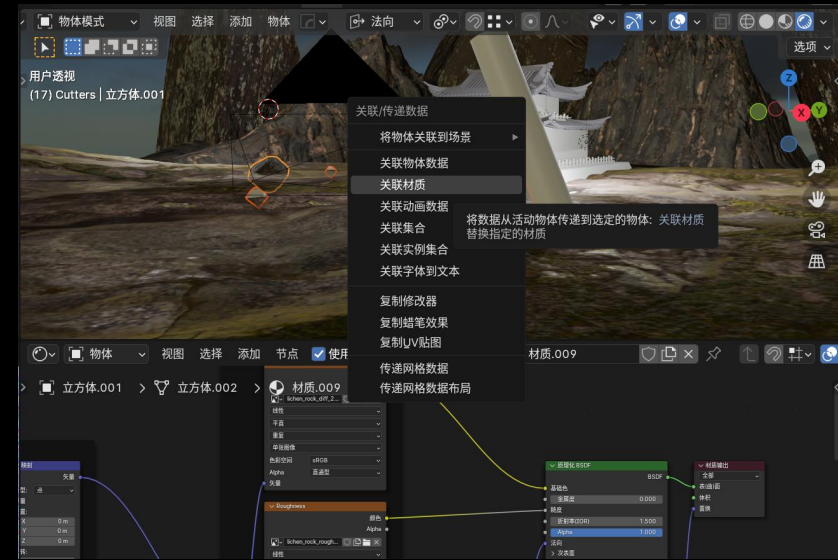 物体模式 视图 选择 添加 物体 法向
选项
用户透视
(17) Cutters | 立方体.001
Z
X Y
关联/传递数据
将物体关联到场景
关联物体数据
关联材质
关联动画数据
关联集合
关联实例集合
关联字体到文本
复制修改器
复制蜡笔效果
复制UV贴图
传递网格数据
传递网格数据布局
将数据从活动物体传递到选定的物体: 关联材质
替换指定的材质
物体 视图 选择 添加 节点 使用 材质.009
立方体.001 立方体.002 材质.009
lichen_rock_diff_2...
线性
平直
重复
单张图像
色彩空间 sRGB
Alpha 直通型
矢量
Roughness
颜色
Alpha
lichen_rock_rough...
线性
映射
矢量
型: 点
X 0 m
Y 0 m
Z 0 m
原理化 BSDF
BSDF
基础色
金属度 0.000
糙度
折射率(IOR) 1.500
Alpha 1.000
法向
次表面
材质输出
全部
表(曲)面
体积
置换